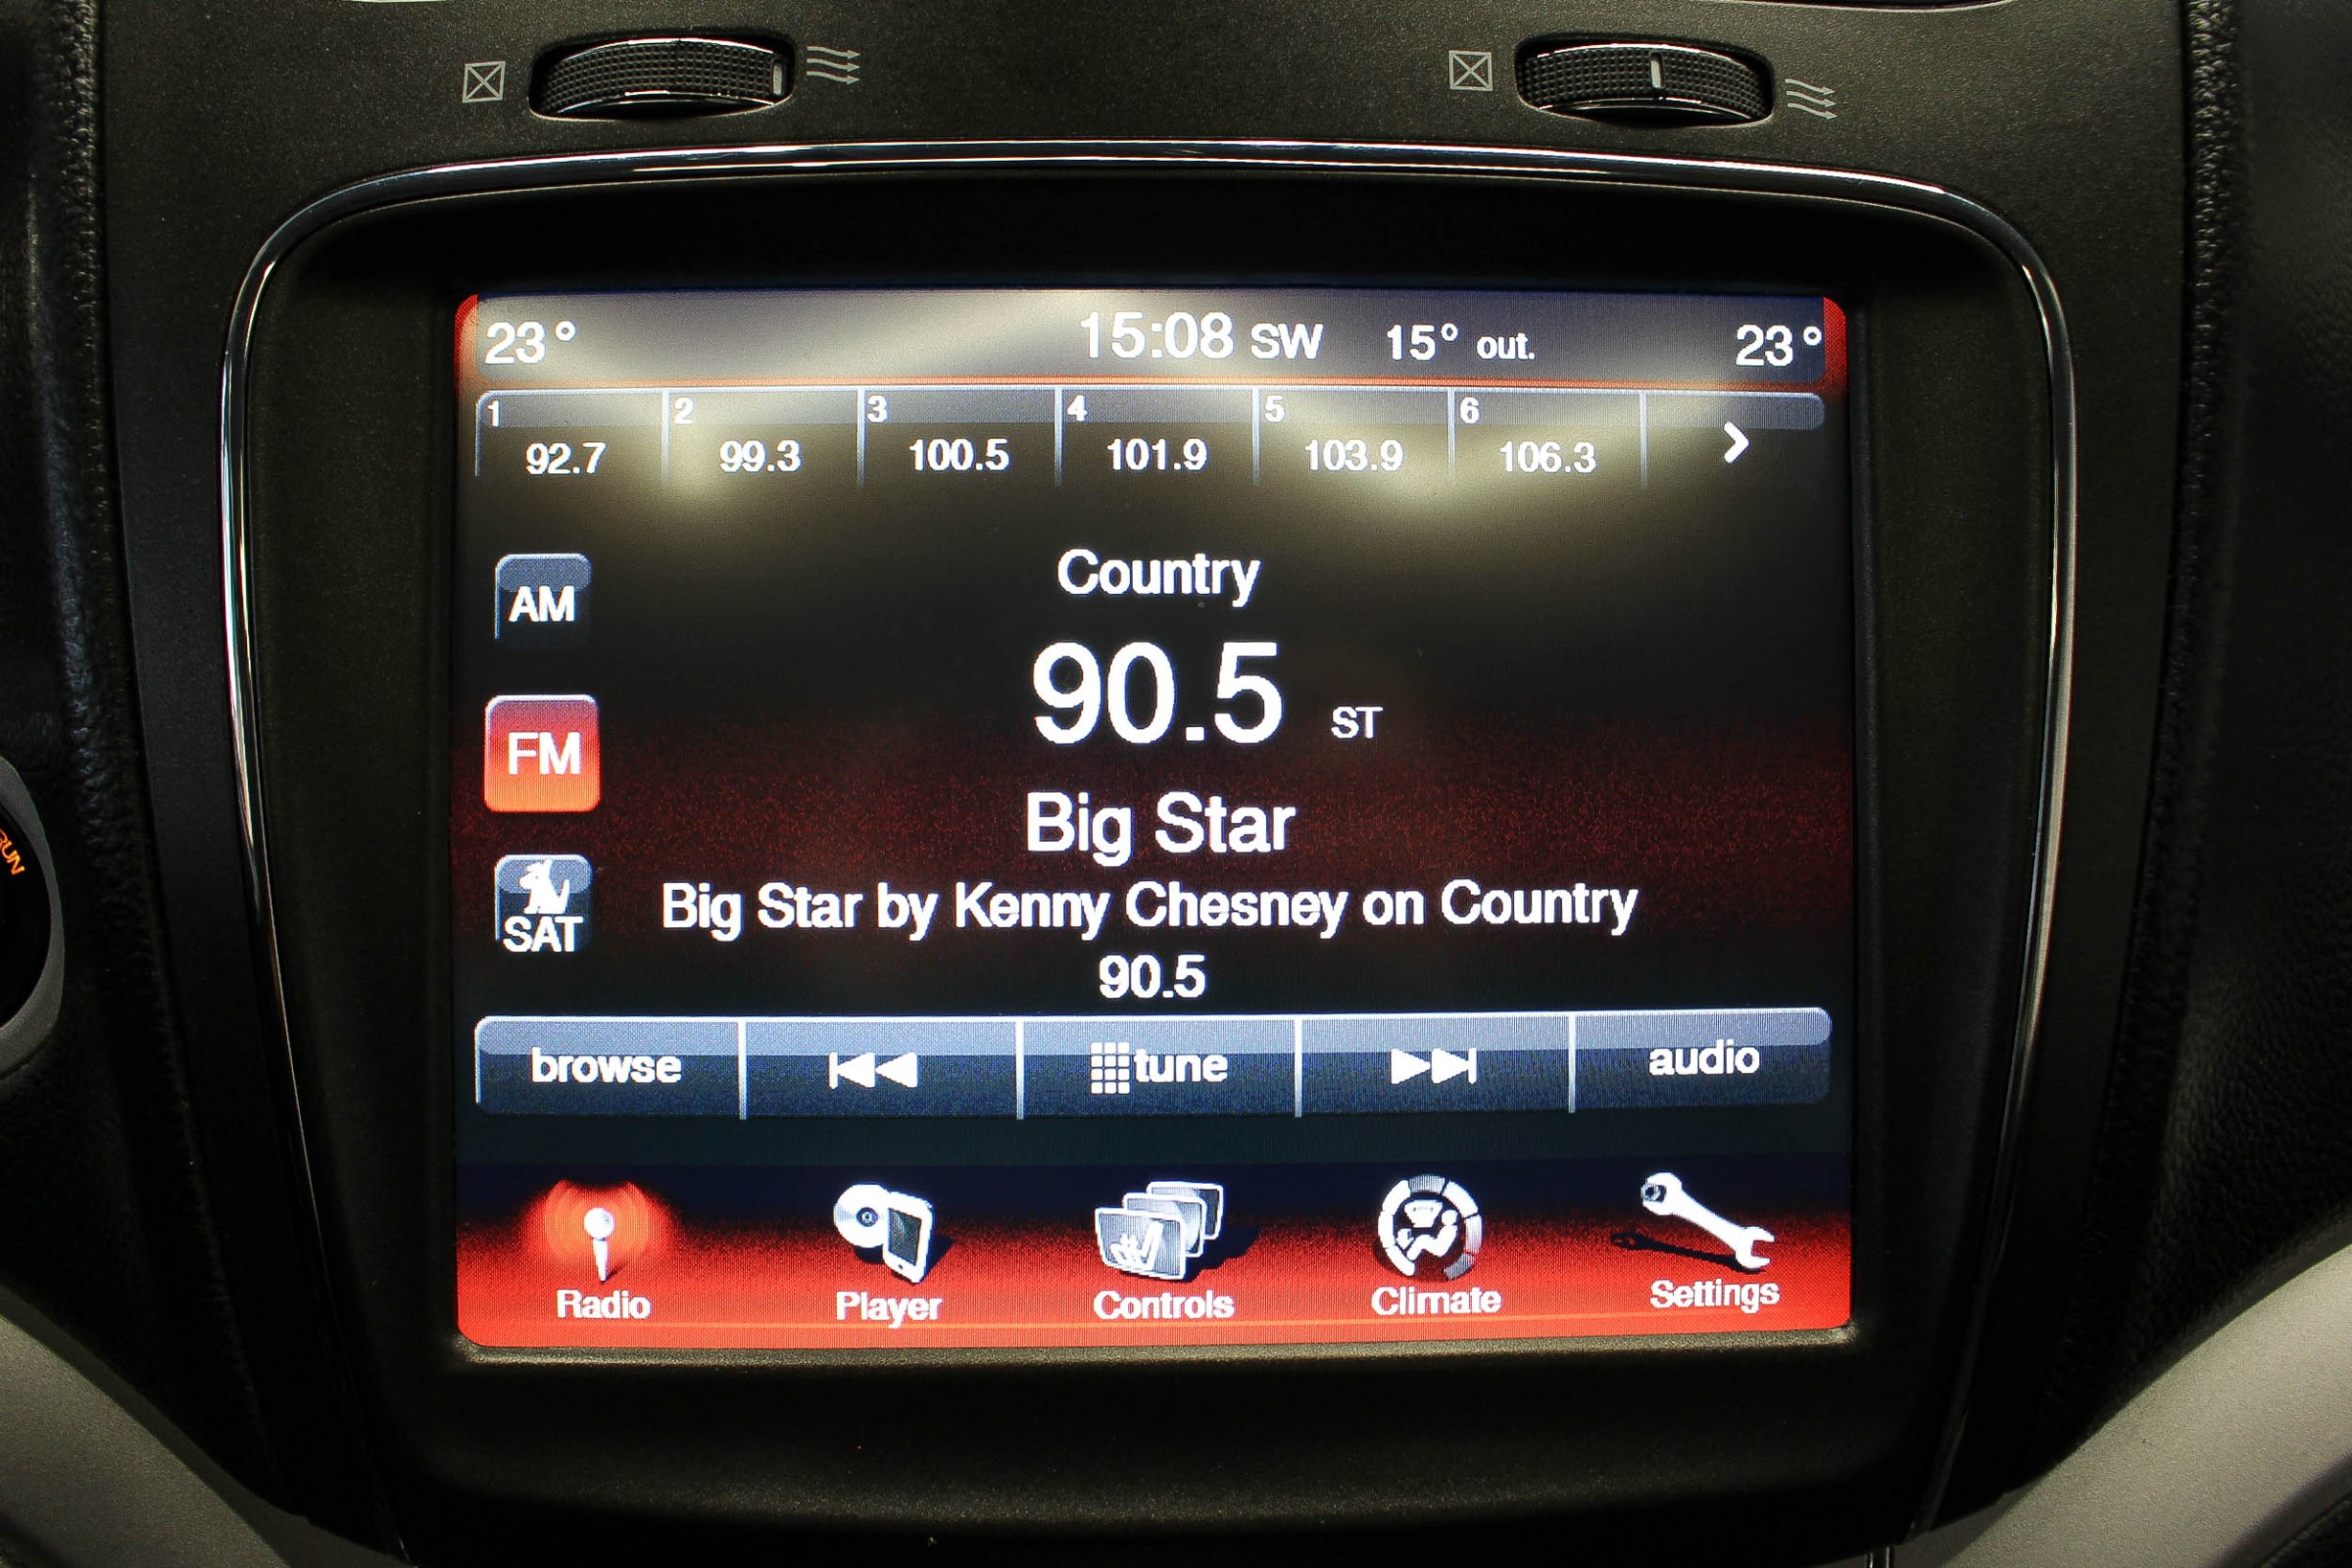 23° 15:08 SW 15° out. 23°
1 2 3 4 5 6
92.7 99.3 100.5 101.9 103.9 106.3
Country
AM
90.5 ST
FM
Big Star
SAT
Big Star by Kenny Chesney on Country
90.5
browse tune audio
Radio Player Controls Climate Settings
RUN